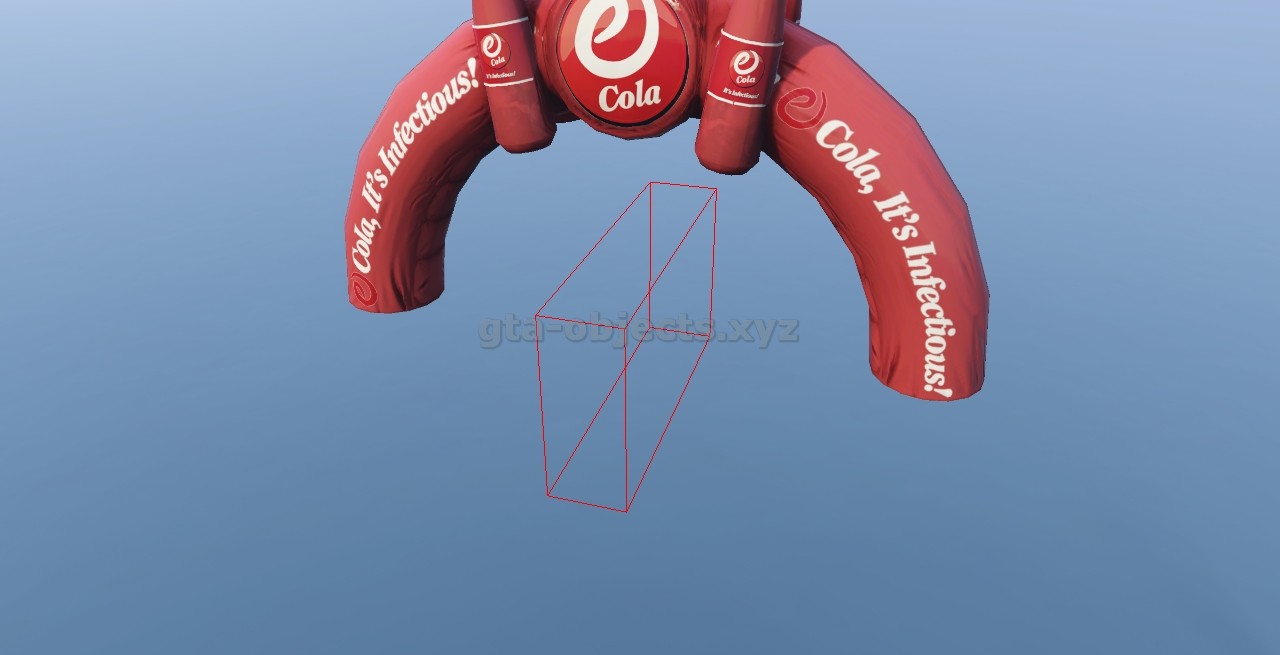 e
Cola
e
Cola
It's Infectious!
e
Cola
It's Infectious!
e Cola, It's Infectious!
e Cola, It's Infectious!
gta-objects.xyz